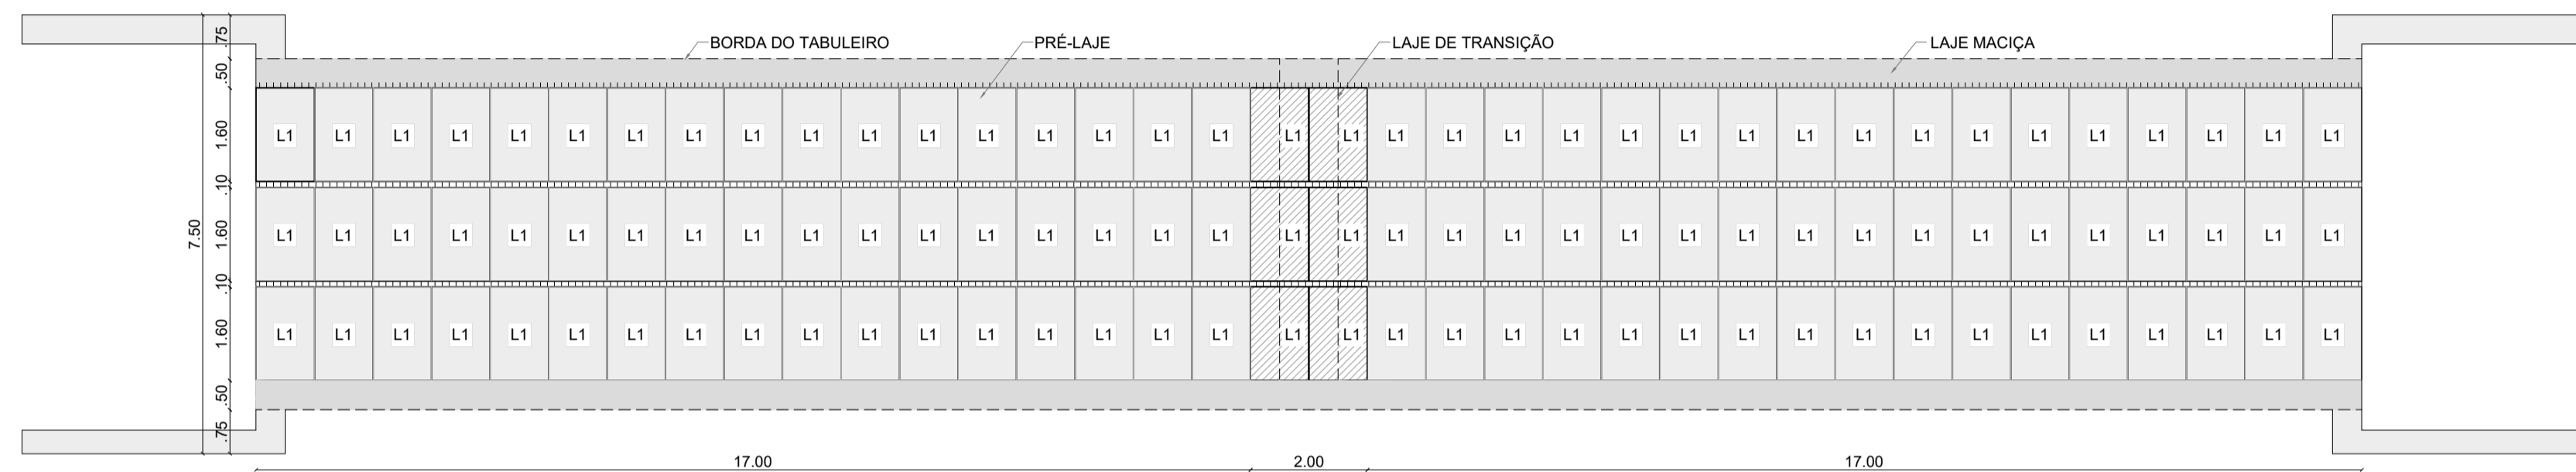 .75
BORDA DO TABULEIRO PRÉ-LAJE LAJE DE TRANSIÇÃO LAJE MACIÇA
.50
1.60 L1 L1 L1 L1 L1 L1 L1 L1 L1 L1 L1 L1 L1 L1 L1 L1 L1 L1 L1 L1 L1 L1 L1 L1 L1 L1 L1 L1 L1 L1 L1 L1 L1 L1 L1 L1
.10
7.50 1.60 L1 L1 L1 L1 L1 L1 L1 L1 L1 L1 L1 L1 L1 L1 L1 L1 L1 L1 L1 L1 L1 L1 L1 L1 L1 L1 L1 L1 L1 L1 L1 L1 L1 L1 L1 L1
.10
1.60 L1 L1 L1 L1 L1 L1 L1 L1 L1 L1 L1 L1 L1 L1 L1 L1 L1 L1 L1 L1 L1 L1 L1 L1 L1 L1 L1 L1 L1 L1 L1 L1 L1 L1 L1 L1
.50
.75
17.00 2.00 17.00